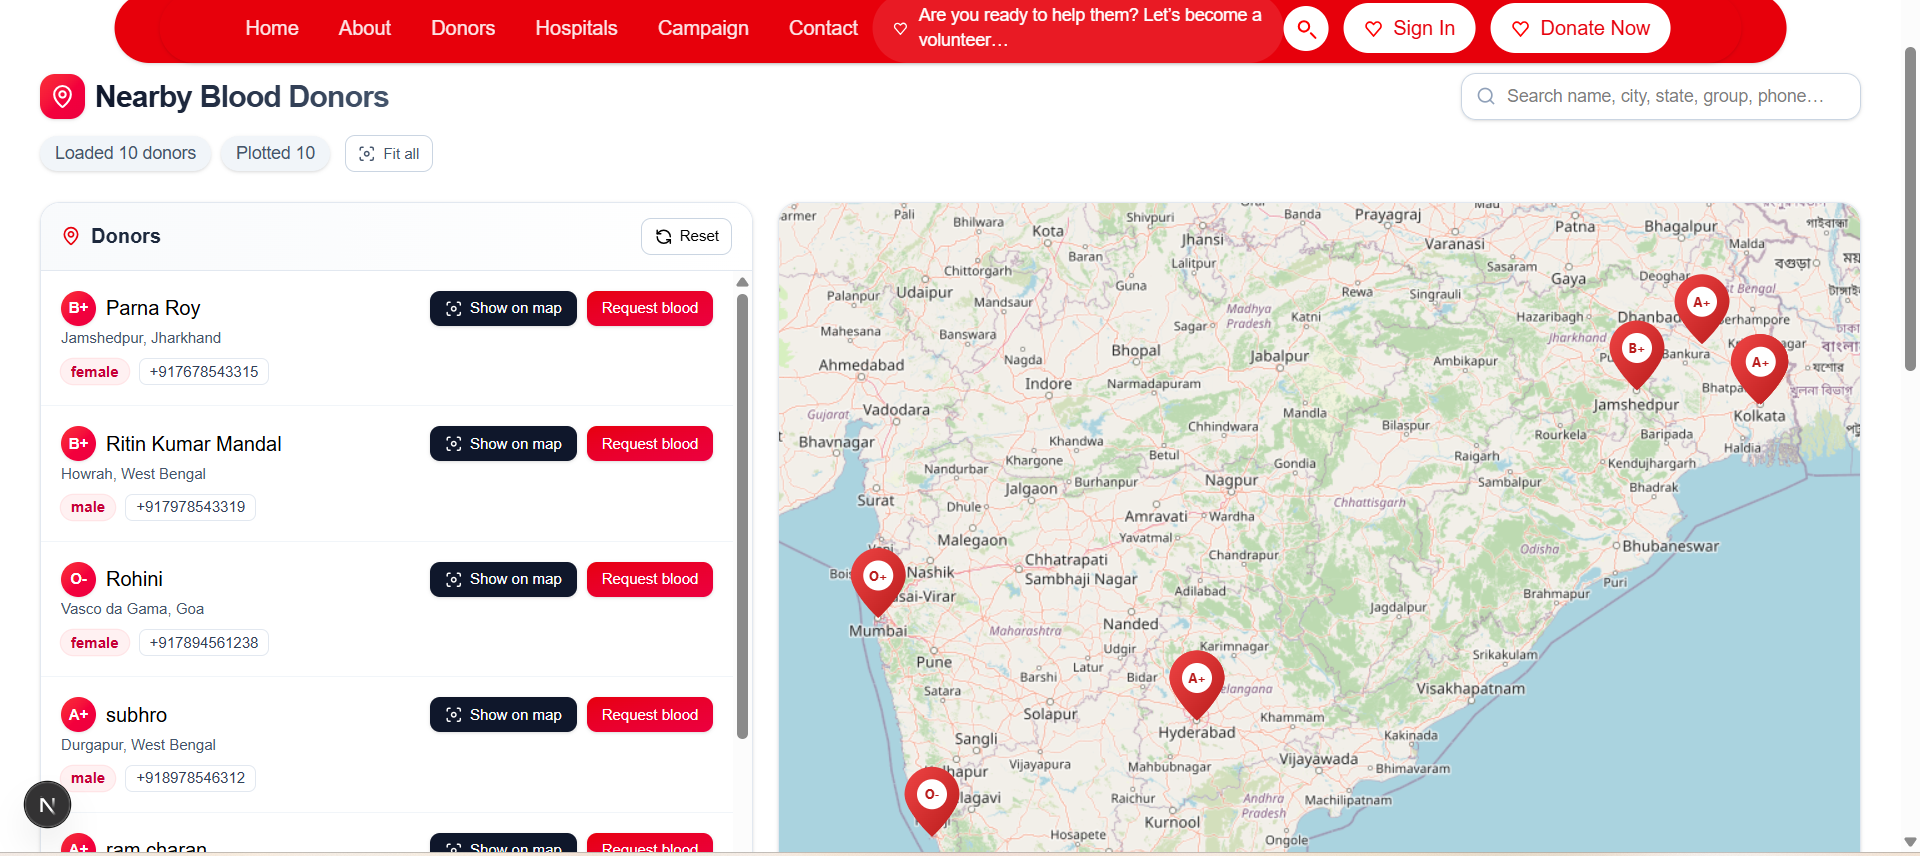 Home
About
Donors
Hospitals
Campaign
Contact
Are you ready to help them? Let's become a
volunteer…
Sign In
Donate Now
Nearby Blood Donors
Search name, city, state, group, phone…
Loaded 10 donors
Plotted 10
Fit all
Donors
Reset
B+ Parna Roy
Show on map
Request blood
Jamshedpur, Jharkhand
female
+917678543315
B+ Ritin Kumar Mandal
Show on map
Request blood
Howrah, West Bengal
male
+917978543319
O- Rohini
Show on map
Request blood
Vasco da Gama, Goa
female
+917894561238
A+ subhro
Show on map
Request blood
Durgapur, West Bengal
male
+918978546312
N
A+ ram charan
Show on map
Request blood
Pali
Bhilwara
Shivpuri
Banda
Prayagraj
Patna
Bhagalpur
Kota
Jhansi
Varanasi
Malda
গাইবান্ধা
Baran
Lalitpur
Sasaram
Gaya
Deoghar
বগুড়া
Chittorgarh
Guna
Palanpur
Udaipur
Mandsaur
Rewa
Singrauli
A+
Madhya
Pradesh
Katni
Hazaribagh
Dhanbad
Mahesana
Banswara
Sagar
Jharkhand
Nagda
Bhopal
Jabalpur
Ambikapur
B+
Bankura
A+
Ahmedabad
Indore
Narmadapuram
যশোর
খুলনা বিভাগ
Gujarat
Vadodara
Mandla
Jamshedpur
Kolkata
Bhavnagar
Khandwa
Chhindwara
Bilaspur
Rourkela
Baripada
Haldia
Nandurbar
Khargone
Betul
Gondia
Raigarh
Kendujhargarh
Burhanpur
Jalgaon
Nagpur
Sambalpur
Bhadrak
Surat
Dhule
Amravati
Wardha
Chhattisgarh
Malegaon
Yavatmal
Odisha
Bhubaneswar
Chhatrapati
Sambhaji Nagar
Chandrapur
O+
Nashik
Puri
Adilabad
Brahmapur
Jagdalpur
Mumbai
Maharashtra
Nanded
Karimnagar
Udgir
Srikakulam
Pune
Latur
Bidar
A+
Satara
Barshi
Visakhapatnam
Solapur
Khammam
Hyderabad
Sangli
Kakinada
Vijayapura
Mahbubnagar
Vijayawada
Bhimavaram
O-
Raichur
Andhra
Pradesh
Machilipatnam
Kurnool
Hosapete
Ongole